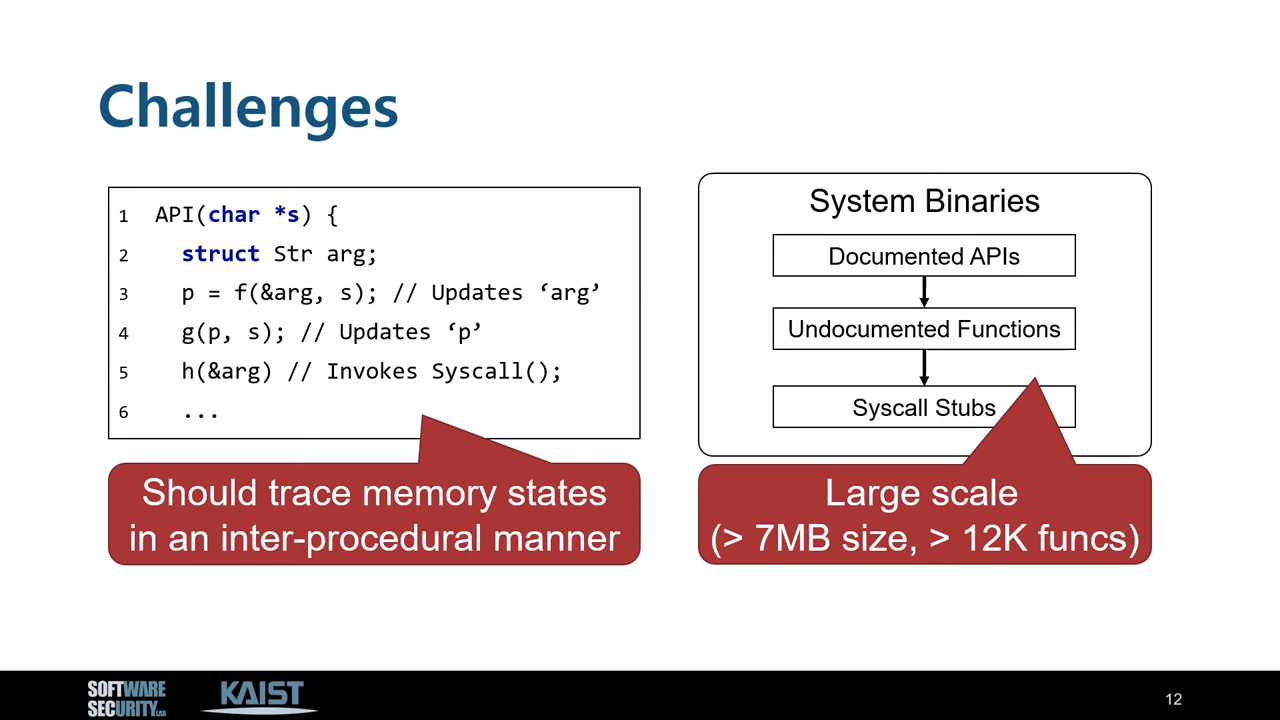 Challenges
1 API(char *s) {
2 struct Str arg;
3 p = f(&arg, s); // Updates ‘arg’
4 g(p, s); // Updates ‘p’
5 h(&arg) // Invokes Syscall();
6 ...
Should trace memory states
in an inter-procedural manner
System Binaries
Documented APIs
Undocumented Functions
Syscall Stubs
Large scale
(> 7MB size, > 12K funcs)
SOFTWARE
SECURITY LAB
KAIST
12